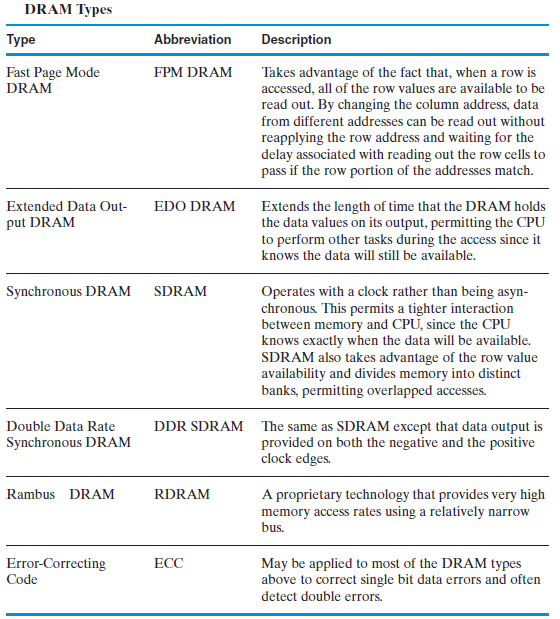 DRAM Types
Type Abbreviation Description
Fast Page Mode FPM DRAM Takes advantage of the fact that, when a row is
DRAM accessed, all of the row values are available to be
read out. By changing the column address, data
from different addresses can be read out without
reapplying the row address and waiting for the
delay associated with reading out the row cells to
pass if the row portion of the addresses match.
Extended Data Out- EDO DRAM Extends the length of time that the DRAM holds
put DRAM the data values on its output, permitting the CPU
to perform other tasks during the access since it
knows the data will still be available.
Synchronous DRAM SDRAM Operates with a clock rather than being asyn-
chronous. This permits a tighter interaction
between memory and CPU, since the CPU
knows exactly when the data will be available.
SDRAM also takes advantage of the row value
availability and divides memory into distinct
banks, permitting overlapped accesses.
Double Data Rate DDR SDRAM The same as SDRAM except that data output is
Synchronous DRAM provided on both the negative and the positive
clock edges.
Rambus DRAM RDRAM A proprietary technology that provides very high
memory access rates using a relatively narrow
bus.
Error-Correcting ECC May be applied to most of the DRAM types
Code above to correct single bit data errors and often
detect double errors.